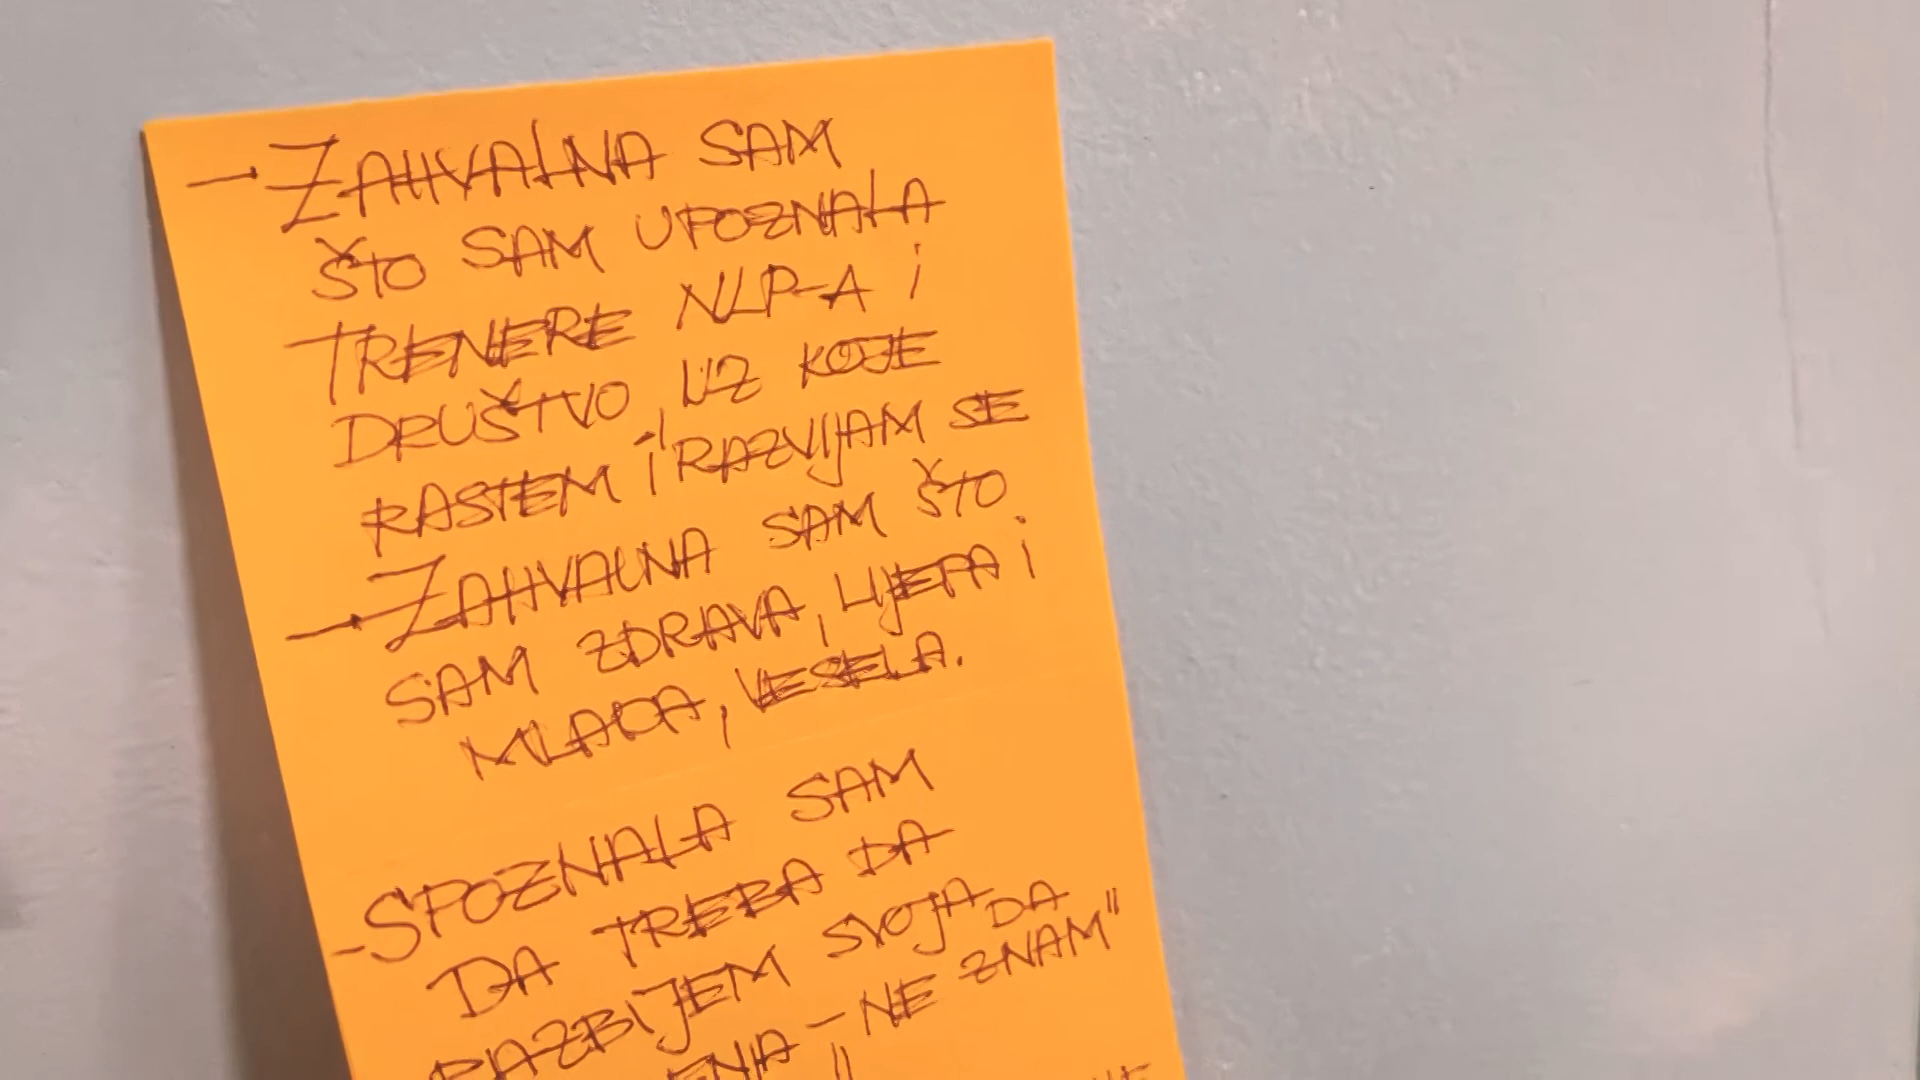 - ZAHVALNA SAM
ŠTO SAM UPOZNALA
TRENERE NLP-A i
DRUŠTVO, UZ KOJE
RASTEM i RAZVIJAM SE
- ZAHVALNA SAM ŠTO
SAM ZDRAVA, LIJEPA i
MLADA, VESELA.
- SPOZNALA SAM
DA TREBA DA
RAZBIJEM SVOJA DA
- NE ZNAM"